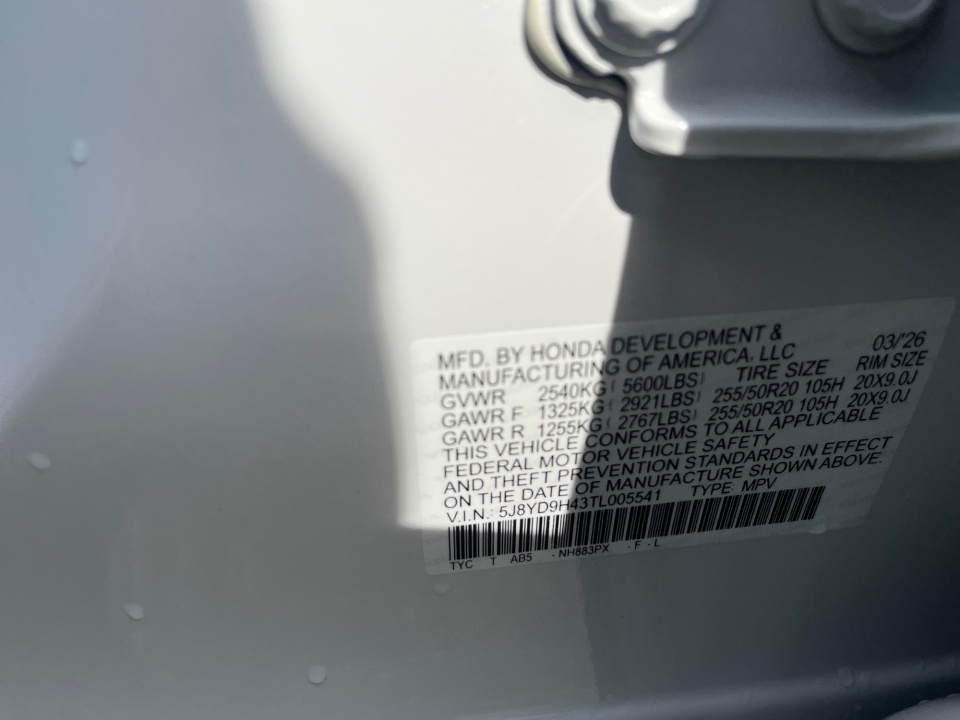 MFD. BY HONDA DEVELOPMENT & 03/'26
MANUFACTURING OF AMERICA, LLC
GVWR 2540KG ( 5600LBS) TIRE SIZE RIM SIZE
GAWR F 1325KG ( 2921LBS) 255/50R20 105H 20X9.0J
GAWR R 1255KG ( 2767LBS) 255/50R20 105H 20X9.0J
THIS VEHICLE CONFORMS TO ALL APPLICABLE
FEDERAL MOTOR VEHICLE SAFETY
AND THEFT PREVENTION STANDARDS IN EFFECT
ON THE DATE OF MANUFACTURE SHOWN ABOVE.
V.I.N.: 5J8YD9H43TL005541 TYPE: MPV
TYC T AB5 - NH883PX - F - L